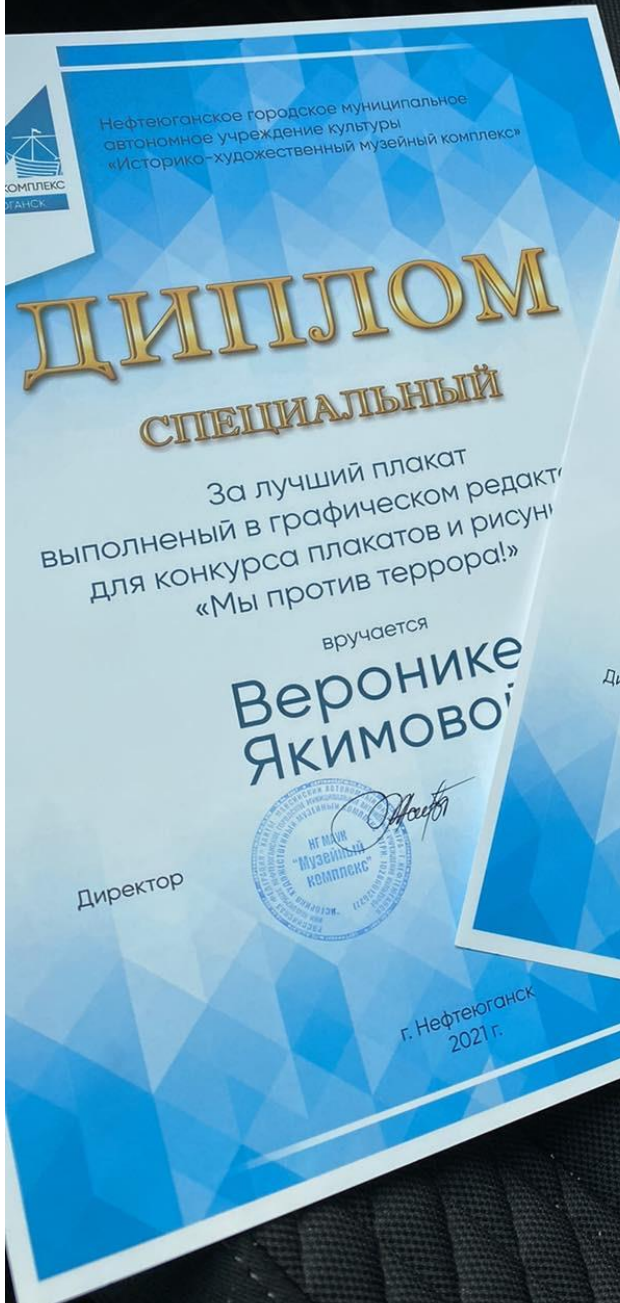 Нефтеюганское городское муниципальное
автономное учреждение культуры
«Историко-художественный музейный комплекс»
КОМПЛЕКС
ЮГАНСК
ДИПЛОМ
СПЕЦИАЛЬНЫЙ
За лучший плакат
выполненый в графическом
для конкурса плакатов и
«Мы против террора!»
вручается
Веронике
Якимовой
НГ МАУК
"Музейный
комплекс"
Директор
г. Нефтеюганск
2021 г.